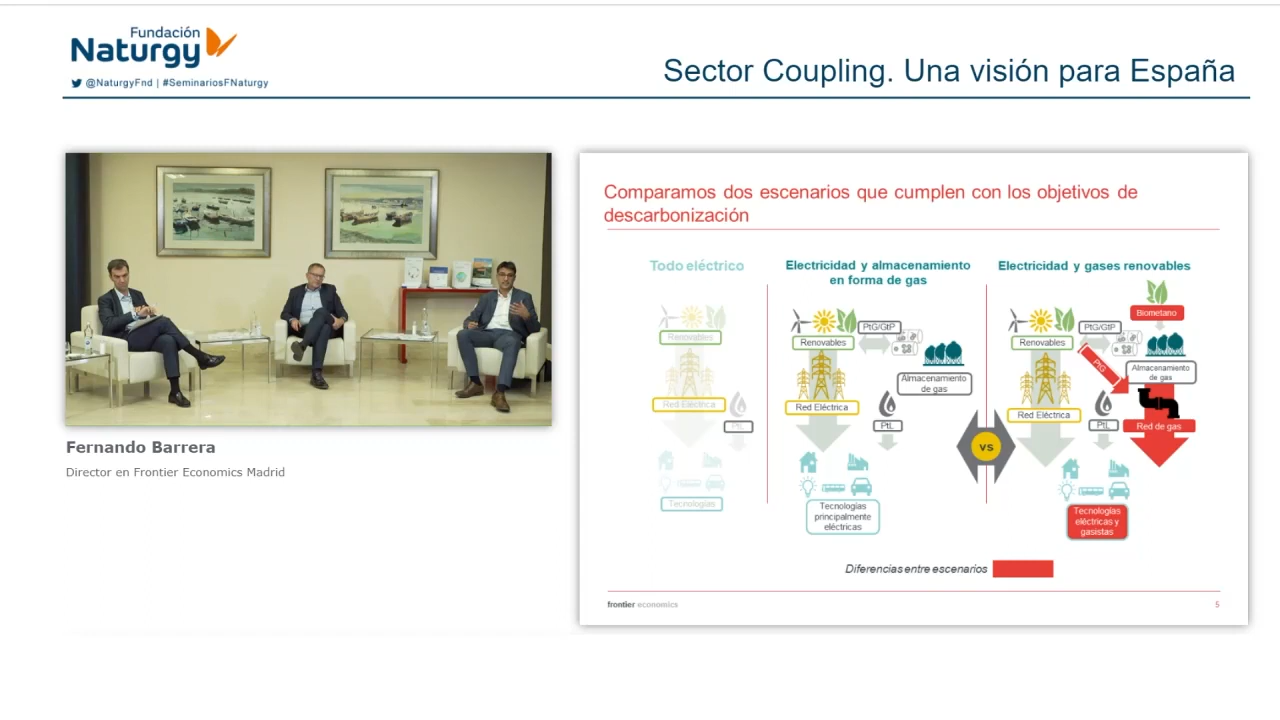 Fundación
Naturgy
@NaturgyFnd | #SeminariosFNaturgy
Sector Coupling. Una visión para España
Fernando Barrera
Director en Frontier Economics Madrid
Comparamos dos escenarios que cumplen con los objetivos de
descarbonización
Todo eléctrico
Renovables
Red Eléctrica
PtL
Tecnologías
Electricidad y almacenamiento
en forma de gas
PtG/GtP
Renovables
Almacenamiento
de gas
Red Eléctrica
PtL
Tecnologías
principalmente
eléctricas
vs
Electricidad y gases renovables
Biometano
PtG/GtP
Renovables
PtG
Almacenamiento
de gas
Red Eléctrica
PtL
Red de gas
Tecnologías
eléctricas y
gasistas
Diferencias entre escenarios
frontier economics
5